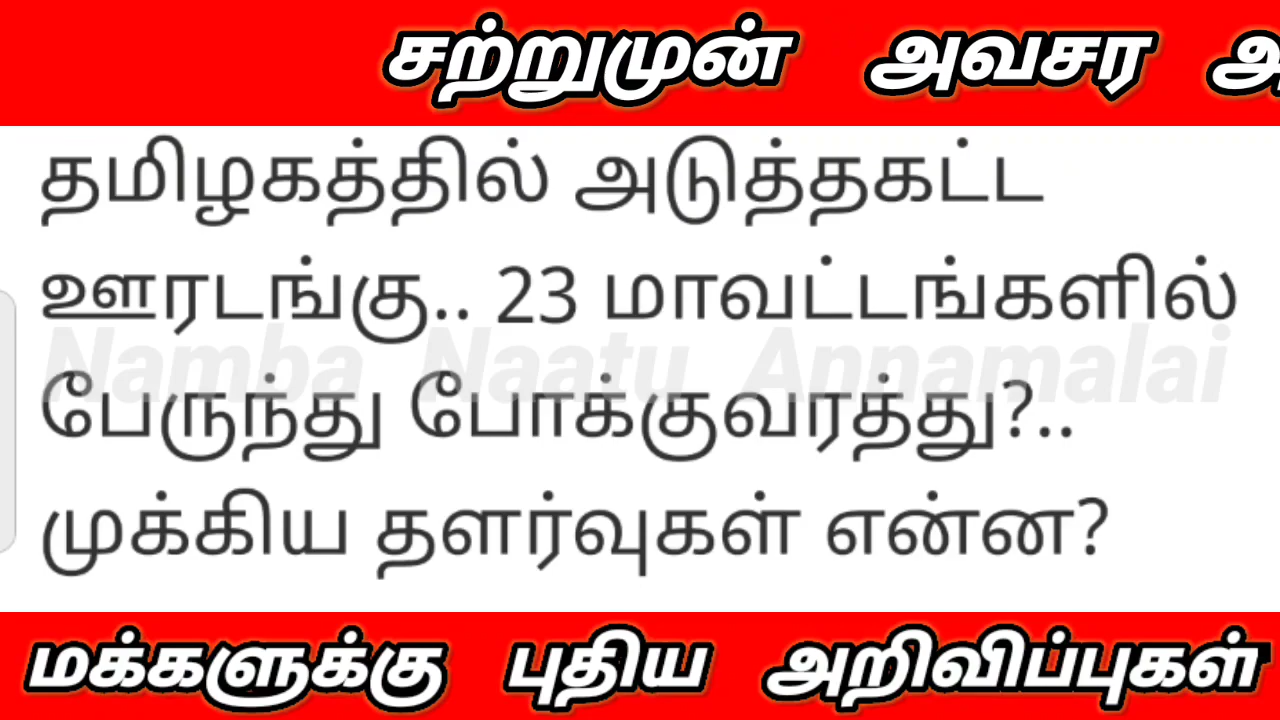 சற்றுமுன் அவசர
தமிழகத்தில் அடுத்தகட்ட
ஊரடங்கு.. 23 மாவட்டங்களில்
Namba Naatu Annamalai
பேருந்து போக்குவரத்து?..
முக்கிய தளர்வுகள் என்ன?
மக்களுக்கு புதிய அறிவிப்புகள்